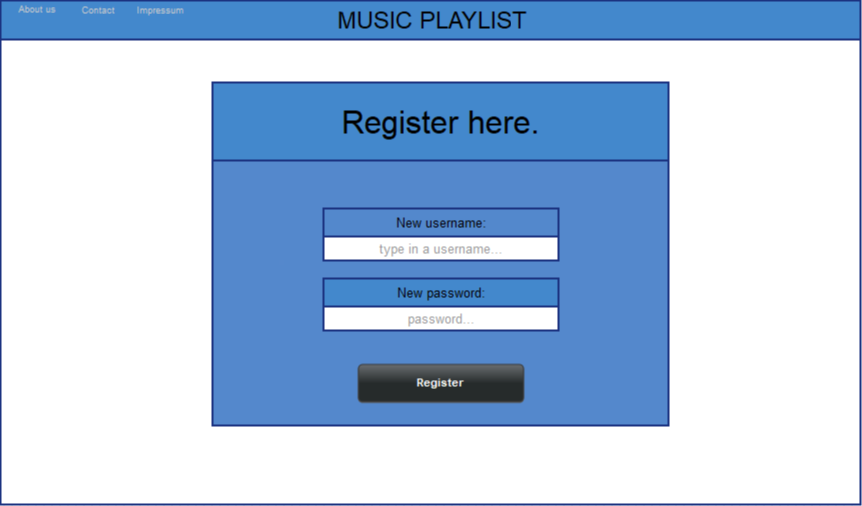 About us Contact Impressum
MUSIC PLAYLIST
Register here.
New username:
type in a username...
New password:
password...
Register